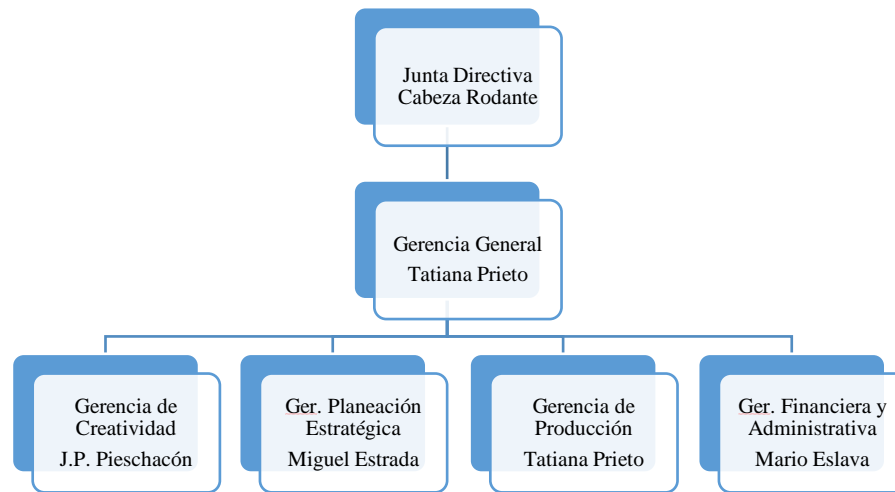 Junta Directiva
Cabeza Rodante
Gerencia General
Tatiana Prieto
Gerencia de
Creatividad
J.P. Pieschacón
Ger. Planeación
Estratégica
Miguel Estrada
Gerencia de
Producción
Tatiana Prieto
Ger. Financiera y
Administrativa
Mario Eslava